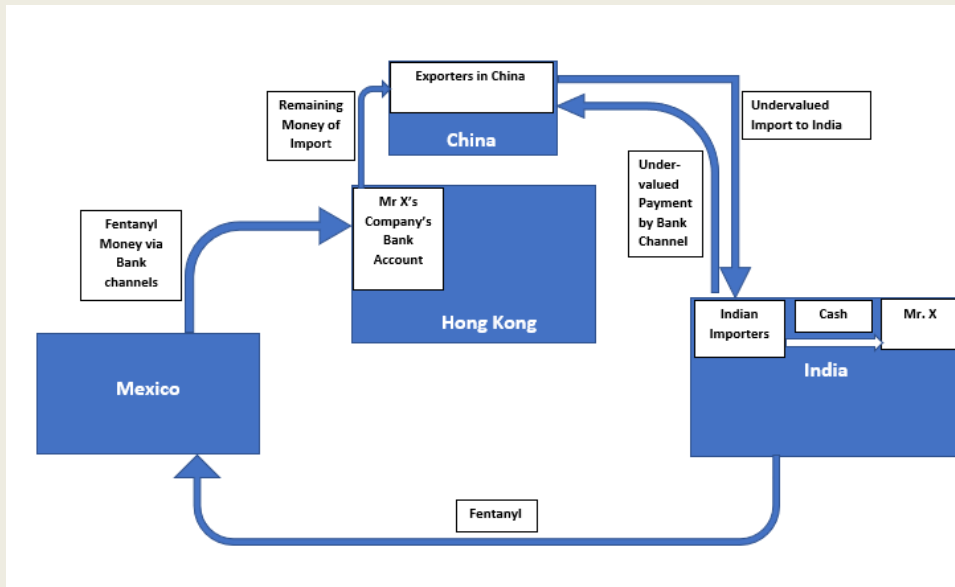 Exporters in China
China
Remaining
Money of
Import
Undervalued
Import to India
Under-
valued
Payment
by Bank
Channel
Mr X's
Company's
Bank
Account
Hong Kong
Fentanyl
Money via
Bank
channels
Mexico
Indian
Importers
Cash
Mr. X
India
Fentanyl